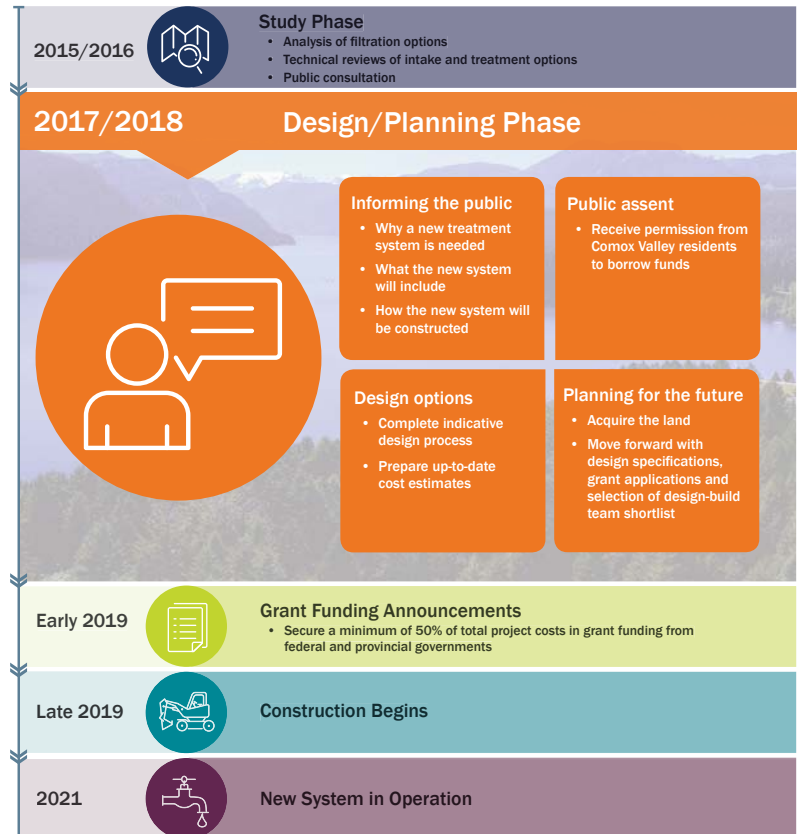 2015/2016
Study Phase
• Analysis of filtration options
• Technical reviews of intake and treatment options
• Public consultation
2017/2018
Design/Planning Phase
Informing the public
• Why a new treatment
system is needed
• What the new system
will include
• How the new system will
be constructed
Public assent
• Receive permission from
Comox Valley residents
to borrow funds
Design options
• Complete indicative
design process
• Prepare up-to-date
cost estimates
Planning for the future
• Acquire the land
• Move forward with
design specifications,
grant applications and
selection of design-build
team shortlist
Early 2019
Grant Funding Announcements
• Secure a minimum of 50% of total project costs in grant funding from
federal and provincial governments
Late 2019
Construction Begins
2021
New System in Operation